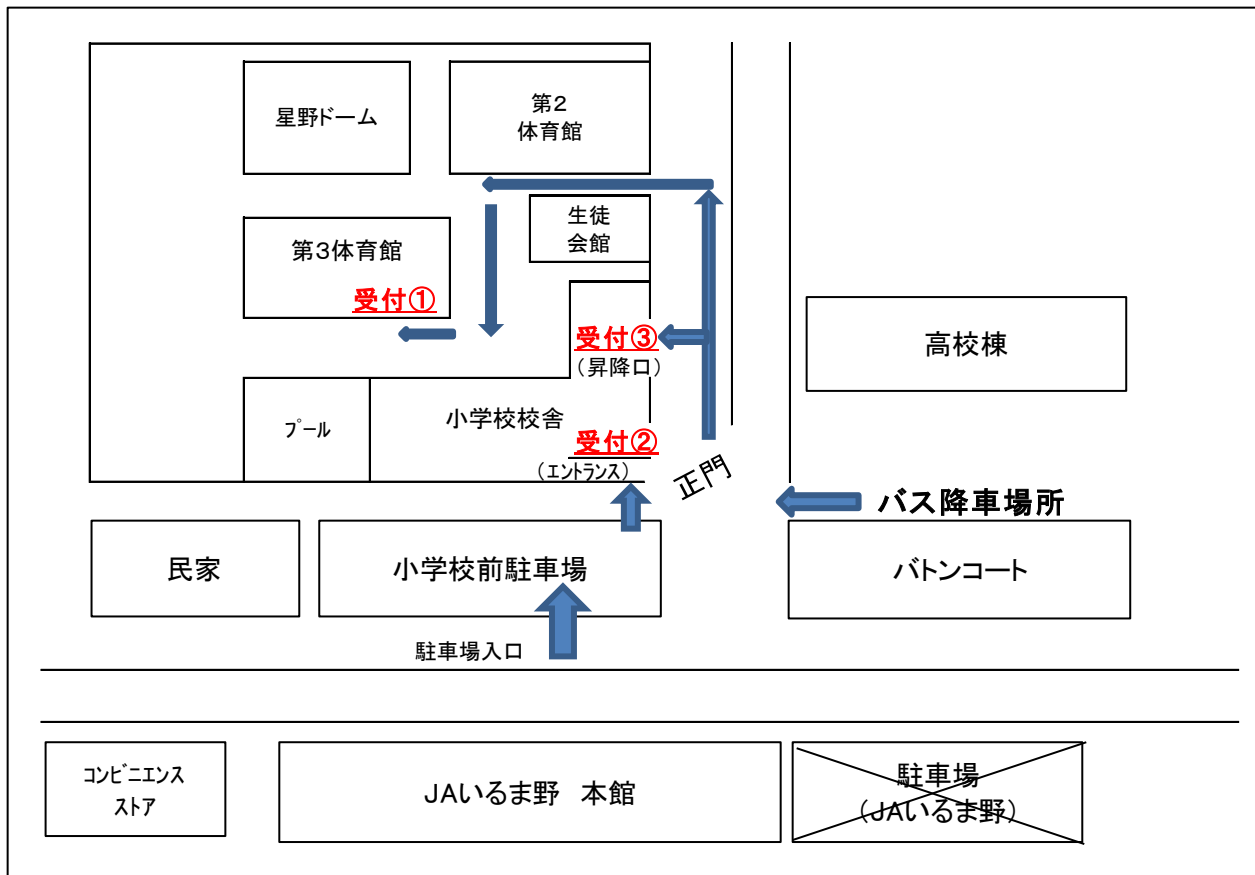 星野ドーム
第2
体育館
生徒
会館
第3体育館
受付①
受付③
(昇降口)
高校棟
プール
小学校校舎
受付②
(エントランス)
正門
バス降車場所
民家
小学校前駐車場
バトンコート
駐車場入口
コンビニエンス
ストア
JAいるま野 本館
駐車場
(JAいるま野)